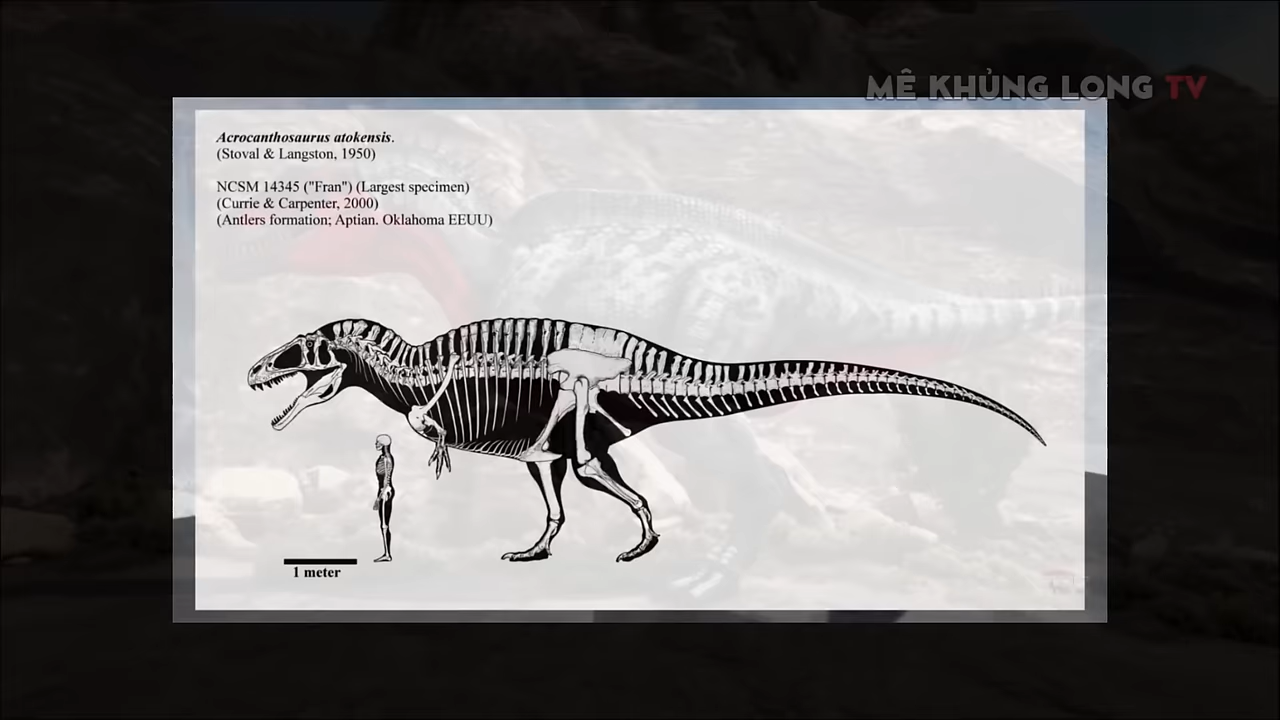 MÊ KHỦNG LONG TV
Acrocanthosaurus atokensis.
(Stoval & Langston, 1950)
NCSM 14345 ("Fran") (Largest specimen)
(Currie & Carpenter, 2000)
(Antlers formation; Aptian. Oklahoma EEUU)
1 meter